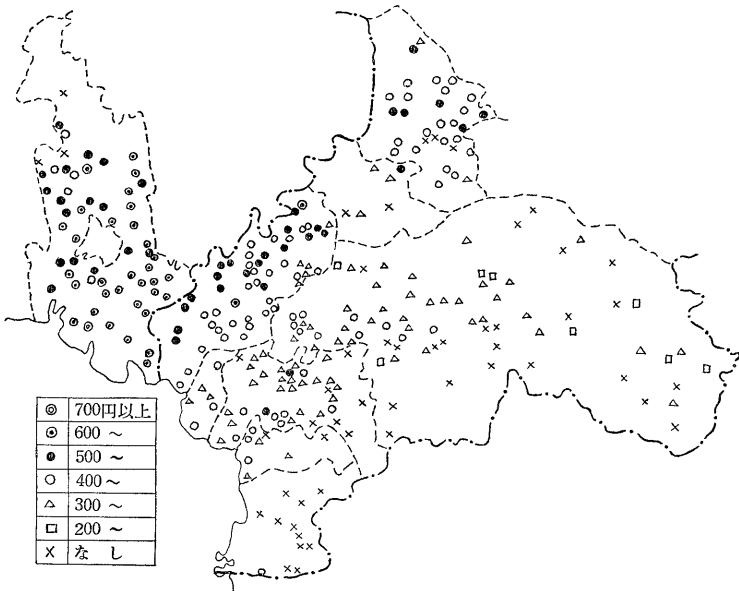 ◎ 700円以上
◉ 600 〜
● 500 〜
○ 400 〜
△ 300 〜
□ 200 〜
× なし